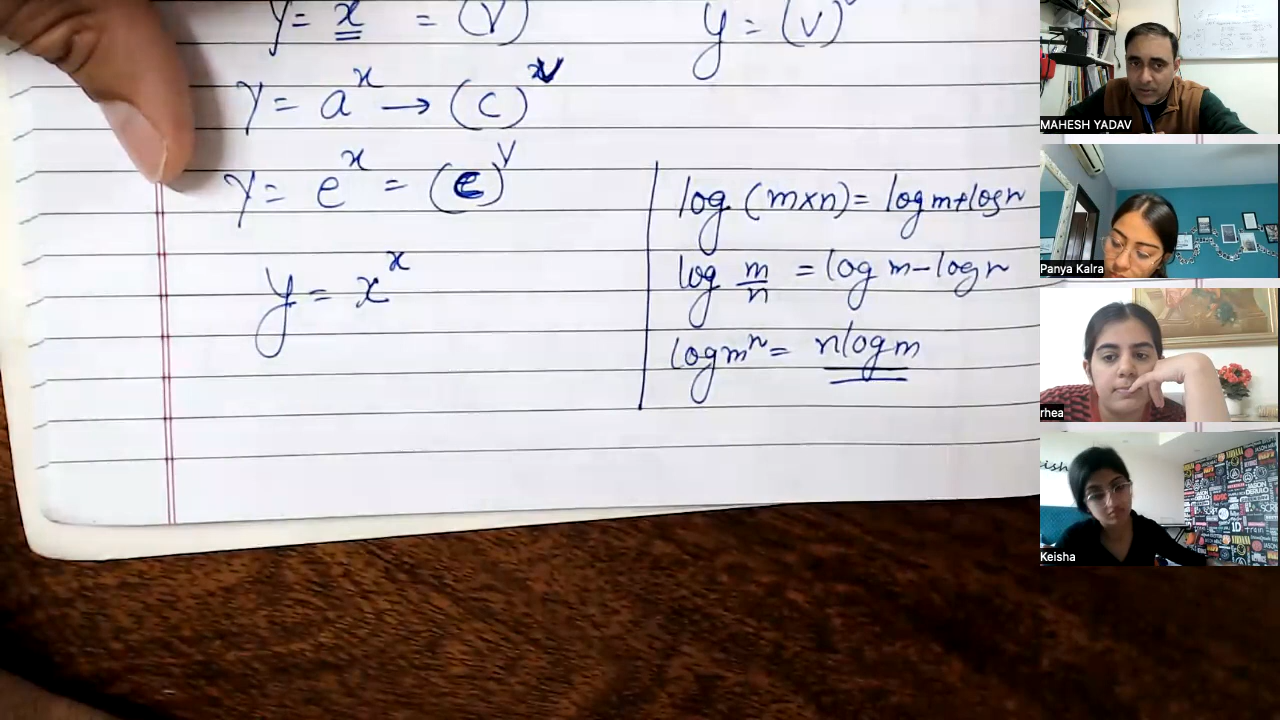 y = x = (V)
y = (V)
y = a^x → (C)^V
y = e^x = (e)^V
y = x^x
log (m×n) = log m + log n
log m/n = log m − log n
log m^n = n log m
MAHESH YADAV
Panya Kalra
rhea
Keisha